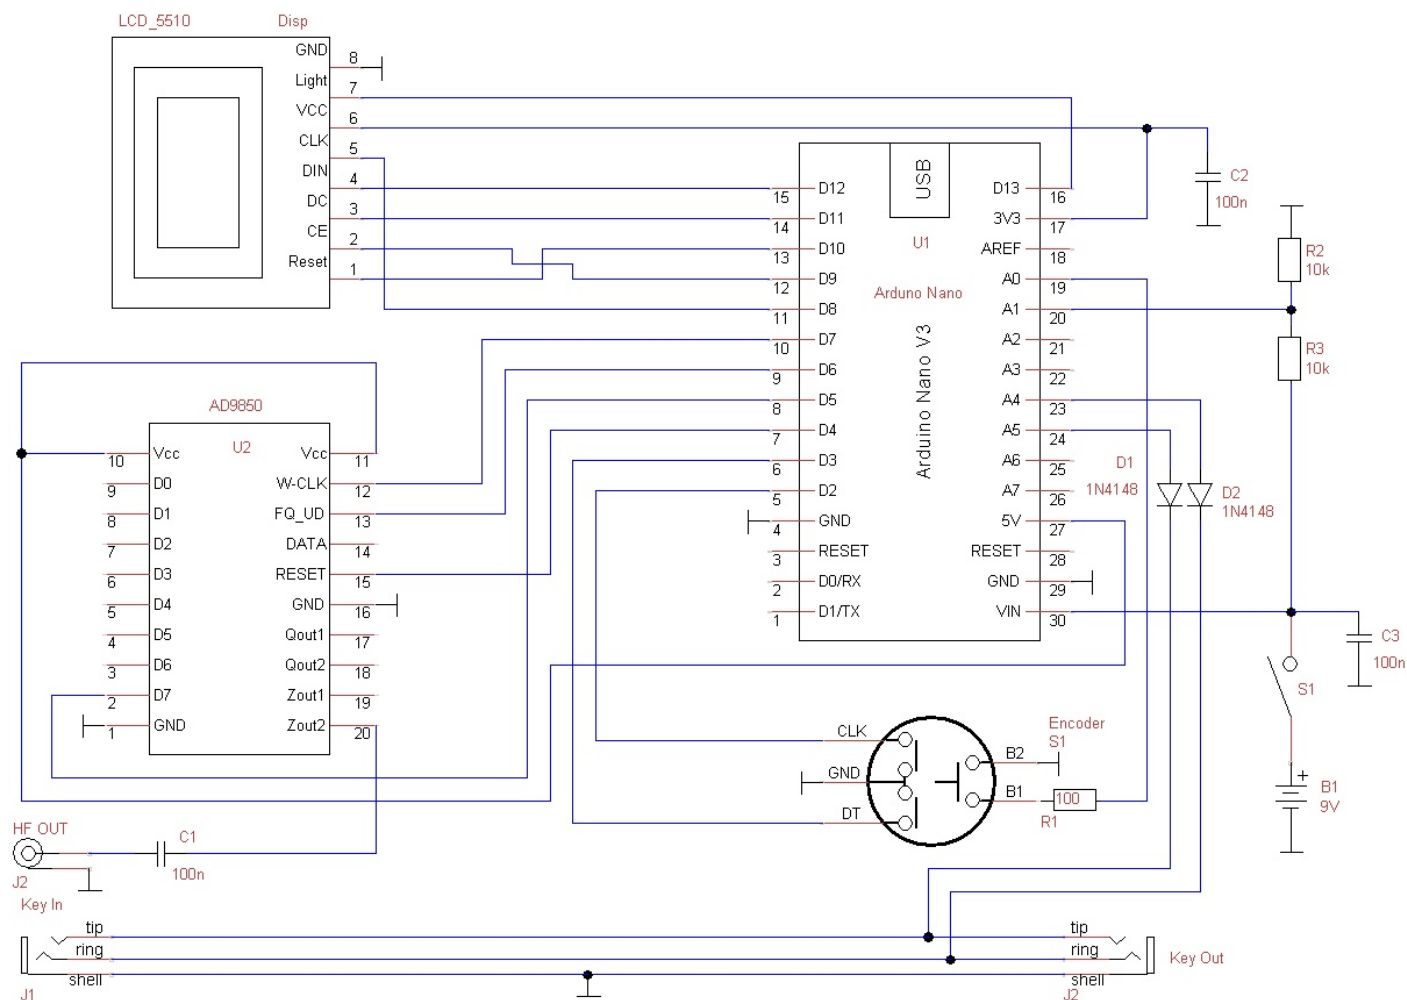 LCD_5510 Disp
GND
8
Light
7
VCC
6
CLK
5
DIN
4
DC
3
CE
2
Reset
1
USB
U1
Arduno Nano
Arduino Nano V3
15 D12
14 D11
13 D10
12 D9
11 D8
10 D7
9 D6
8 D5
7 D4
6 D3
5 D2
4 GND
3 RESET
2 D0/RX
1 D1/TX
D13 16
3V3 17
AREF 18
A0 19
A1 20
A2 21
A3 22
A4 23
A5 24
A6 25
A7 26
5V 27
RESET 28
GND 29
VIN 30
C2
100n
R2
10k
R3
10k
D1
1N4148
D2
1N4148
C3
100n
S1
B1
9V
+
AD9850
U2
10 Vcc
9 D0
8 D1
7 D2
6 D3
5 D4
4 D5
3 D6
2 D7
1 GND
Vcc 11
W-CLK 12
FQ_UD 13
DATA 14
RESET 15
GND 16
Qout1 17
Qout2 18
Zout1 19
Zout2 20
CLK
GND
DT
Encoder
S1
B2
B1
100
R1
HF OUT
J2
C1
100n
Key In
tip
ring
shell
J1
tip
ring
shell
J2
Key Out